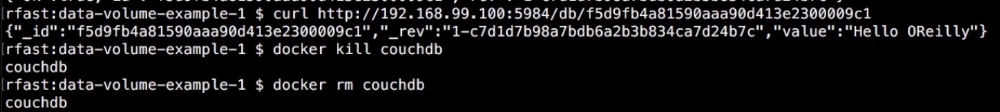 rfast:data-volume-example-1 $ curl http://192.168.99.100:5984/db/f5d9fb4a81590aaa90d413e2300009c1
{"_id":"f5d9fb4a81590aaa90d413e2300009c1","_rev":"1-c7d1d7b98a7bdb6a2b3b834ca7d24b7c","value":"Hello OReilly"}
rfast:data-volume-example-1 $ docker kill couchdb
couchdb
rfast:data-volume-example-1 $ docker rm couchdb
couchdb